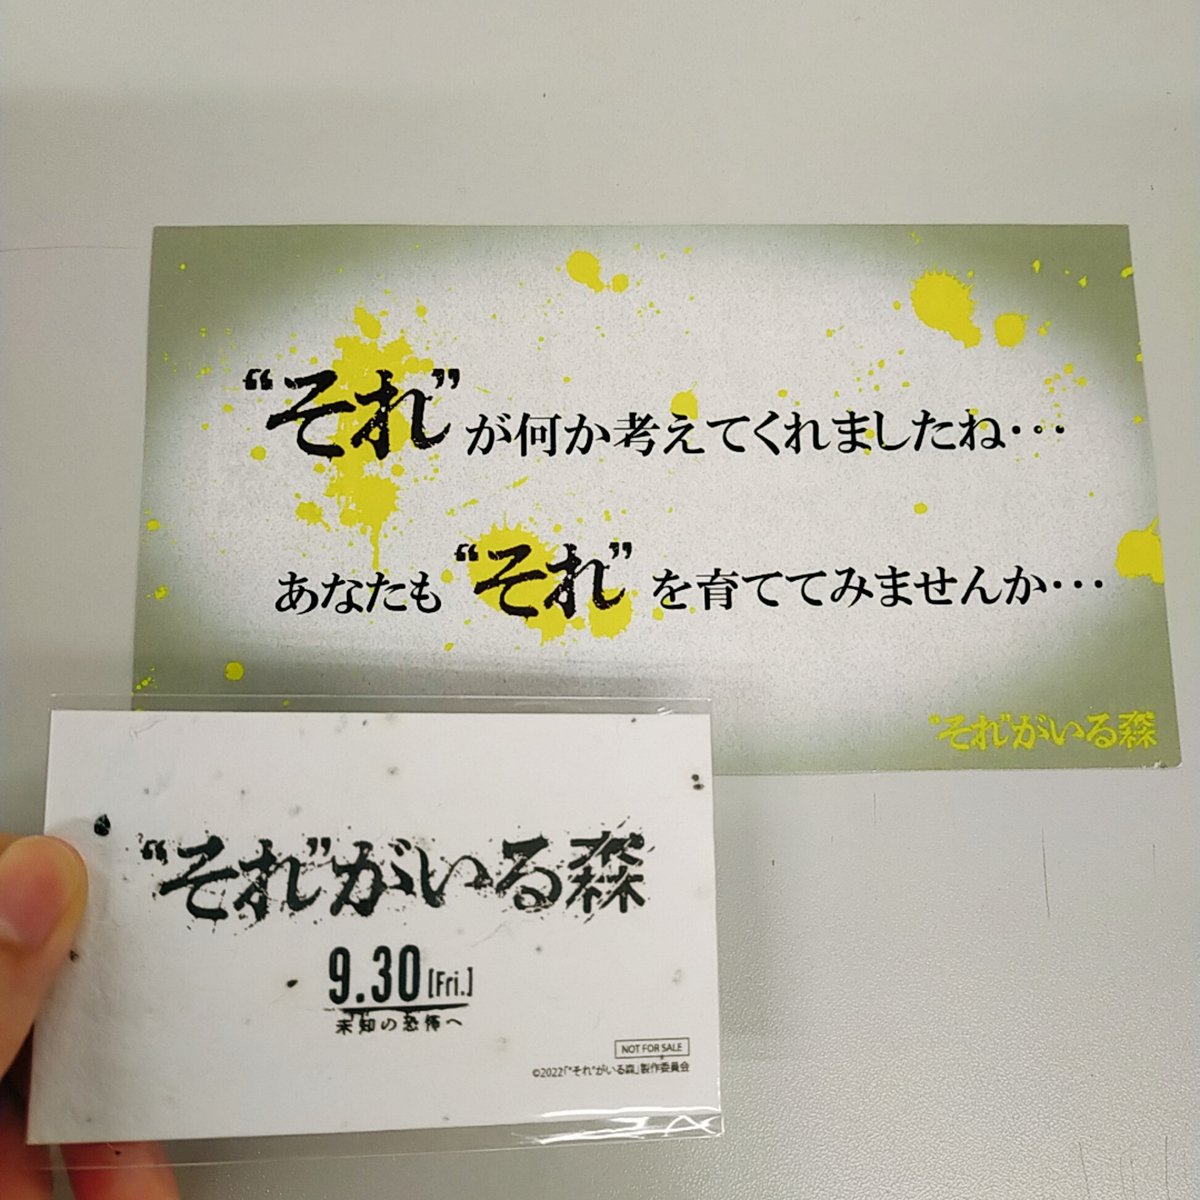 “それ”が何か考えてくれましたね･･･
あなたも“それ”を育ててみませんか･･･
“それ”がいる森
“それ”がいる森
9.30[Fri.]
未知の恐怖へ
NOT FOR SALE
©2022「“それ”がいる森」製作委員会